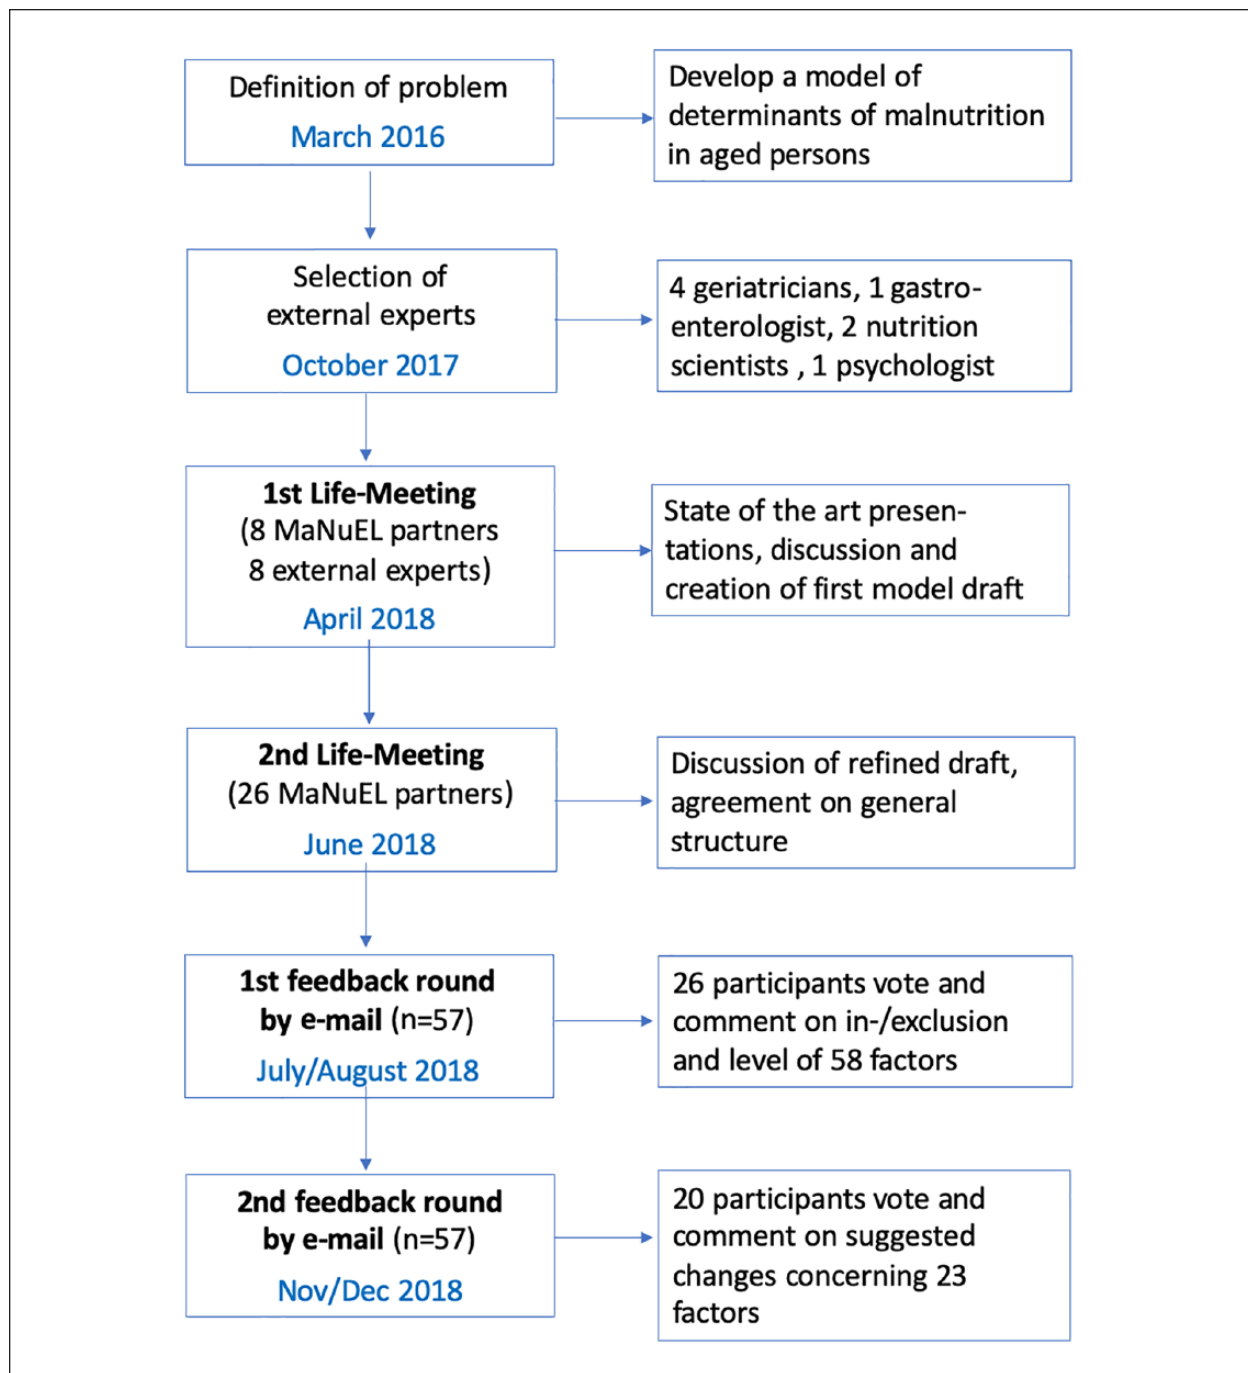 Definition of problem
March 2016
Develop a model of
determinants of malnutrition
in aged persons
Selection of
external experts
October 2017
4 geriatricians, 1 gastro-
enterologist, 2 nutrition
scientists , 1 psychologist
1st Life-Meeting
(8 MaNuEL partners
8 external experts)
April 2018
State of the art presen-
tations, discussion and
creation of first model draft
2nd Life-Meeting
(26 MaNuEL partners)
June 2018
Discussion of refined draft,
agreement on general
structure
1st feedback round
by e-mail (n=57)
July/August 2018
26 participants vote and
comment on in-/exclusion
and level of 58 factors
2nd feedback round
by e-mail (n=57)
Nov/Dec 2018
20 participants vote and
comment on suggested
changes concerning 23
factors